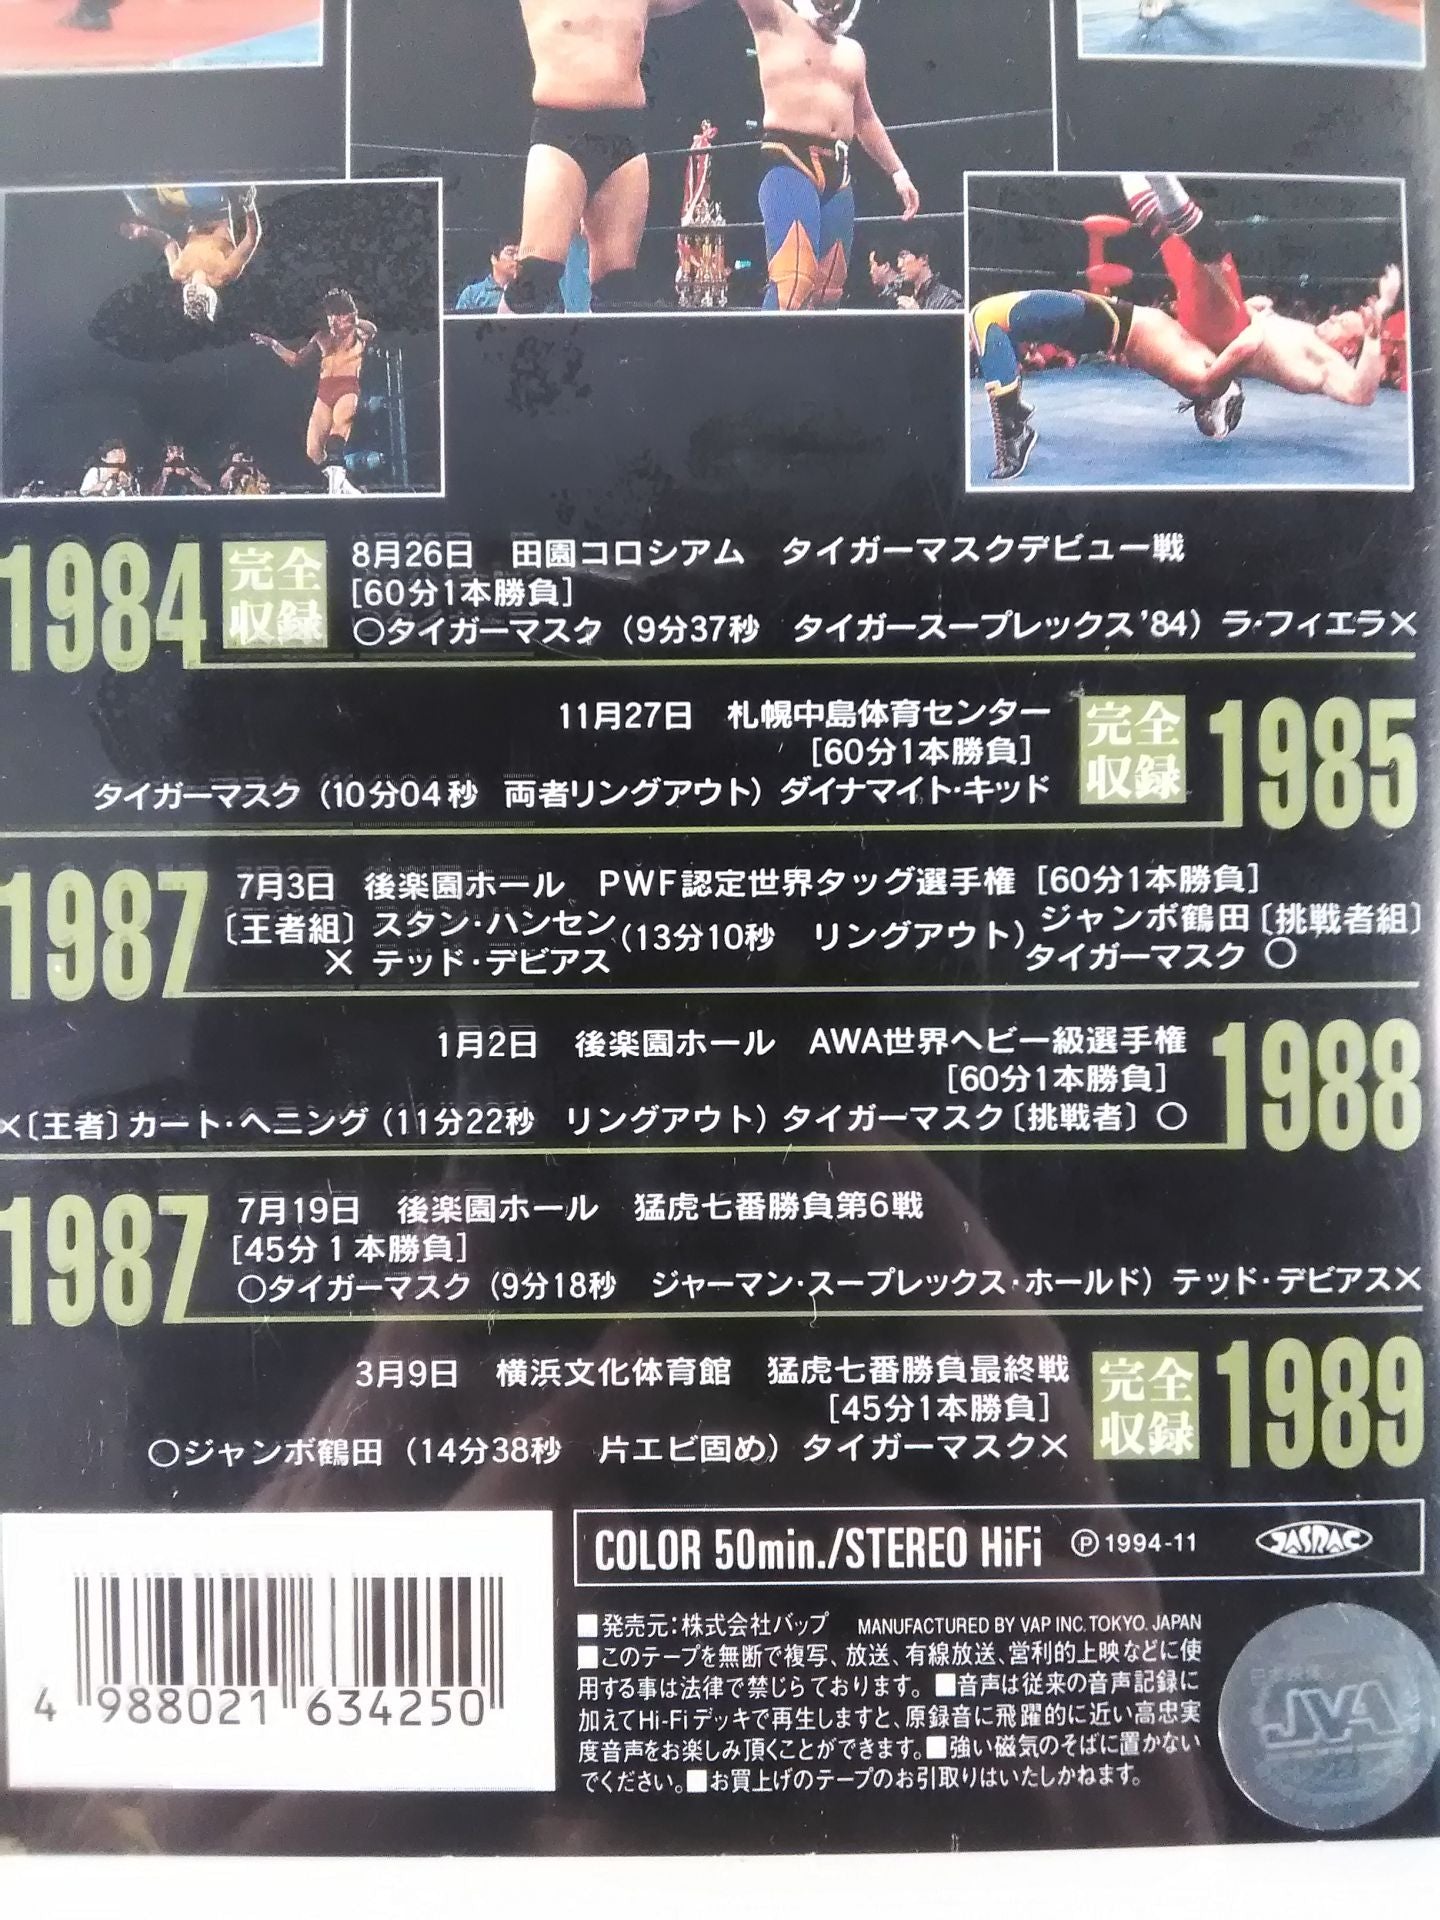 1984 完全収録 8月26日 田園コロシアム タイガーマスクデビュー戦
[60分1本勝負]
○タイガーマスク(9分37秒 タイガースープレックス'84)ラ・フィエラ×
11月27日 札幌中島体育センター 完全収録 1985
[60分1本勝負]
タイガーマスク(10分04秒 両者リングアウト)ダイナマイト・キッド
1987 7月3日 後楽園ホール PWF認定世界タッグ選手権[60分1本勝負]
〔王者組〕スタン・ハンセン(13分10秒 リングアウト)ジャンボ鶴田〔挑戦者組〕
×テッド・デビアス タイガーマスク ○
1月2日 後楽園ホール AWA世界ヘビー級選手権 1988
[60分1本勝負]
×〔王者〕カート・ヘニング(11分22秒 リングアウト)タイガーマスク〔挑戦者〕○
1987 7月19日 後楽園ホール 猛虎七番勝負第6戦
[45分1本勝負]
○タイガーマスク(9分18秒 ジャーマン・スープレックス・ホールド)テッド・デビアス×
3月9日 横浜文化体育館 猛虎七番勝負最終戦 完全収録 1989
[45分1本勝負]
○ジャンボ鶴田(14分38秒 片エビ固め)タイガーマスク×
COLOR 50min./STEREO HiFi Ⓟ1994-11 JASRAC
4 988021 634250
■発売元:株式会社バップ MANUFACTURED BY VAP INC. TOKYO. JAPAN
■このテープを無断で複写、放送、有線放送、営利的上映などに使
用する事は法律で禁じられております。■音声は従来の音声記録に
加えてHi-Fiデッキで再生しますと、原録音に飛躍的に近い高忠実
度音声をお楽しみ頂くことができます。■強い磁気のそばに置かない
でください。■お買上げのテープのお引取りはいたしかねます。
JVA